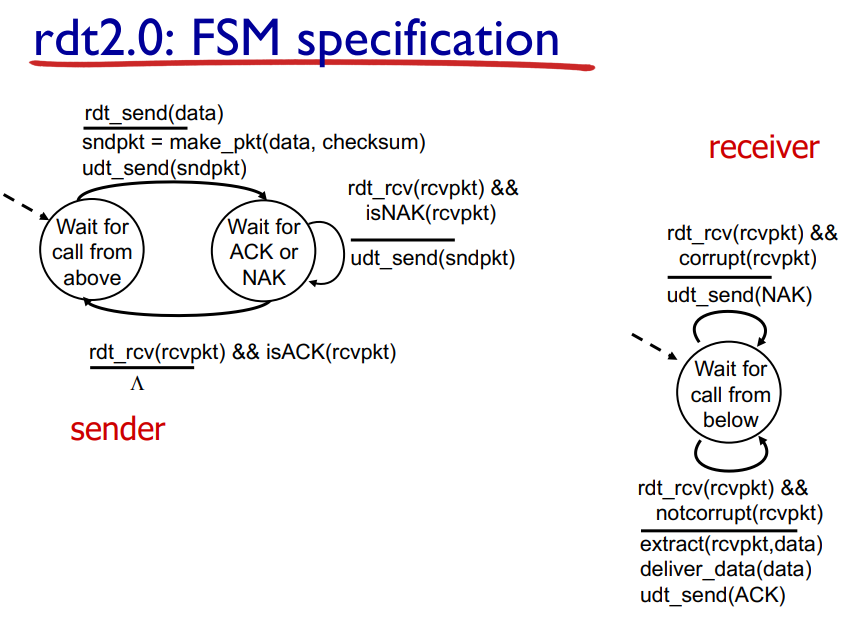 rdt2.0: FSM specification
rdt_send(data)
sndpkt = make_pkt(data, checksum)
udt_send(sndpkt)
Wait for
call from
above
Wait for
ACK or
NAK
rdt_rcv(rcvpkt) &&
isNAK(rcvpkt)
udt_send(sndpkt)
rdt_rcv(rcvpkt) && isACK(rcvpkt)
Λ
sender
receiver
rdt_rcv(rcvpkt) &&
corrupt(rcvpkt)
udt_send(NAK)
Wait for
call from
below
rdt_rcv(rcvpkt) &&
notcorrupt(rcvpkt)
extract(rcvpkt,data)
deliver_data(data)
udt_send(ACK)